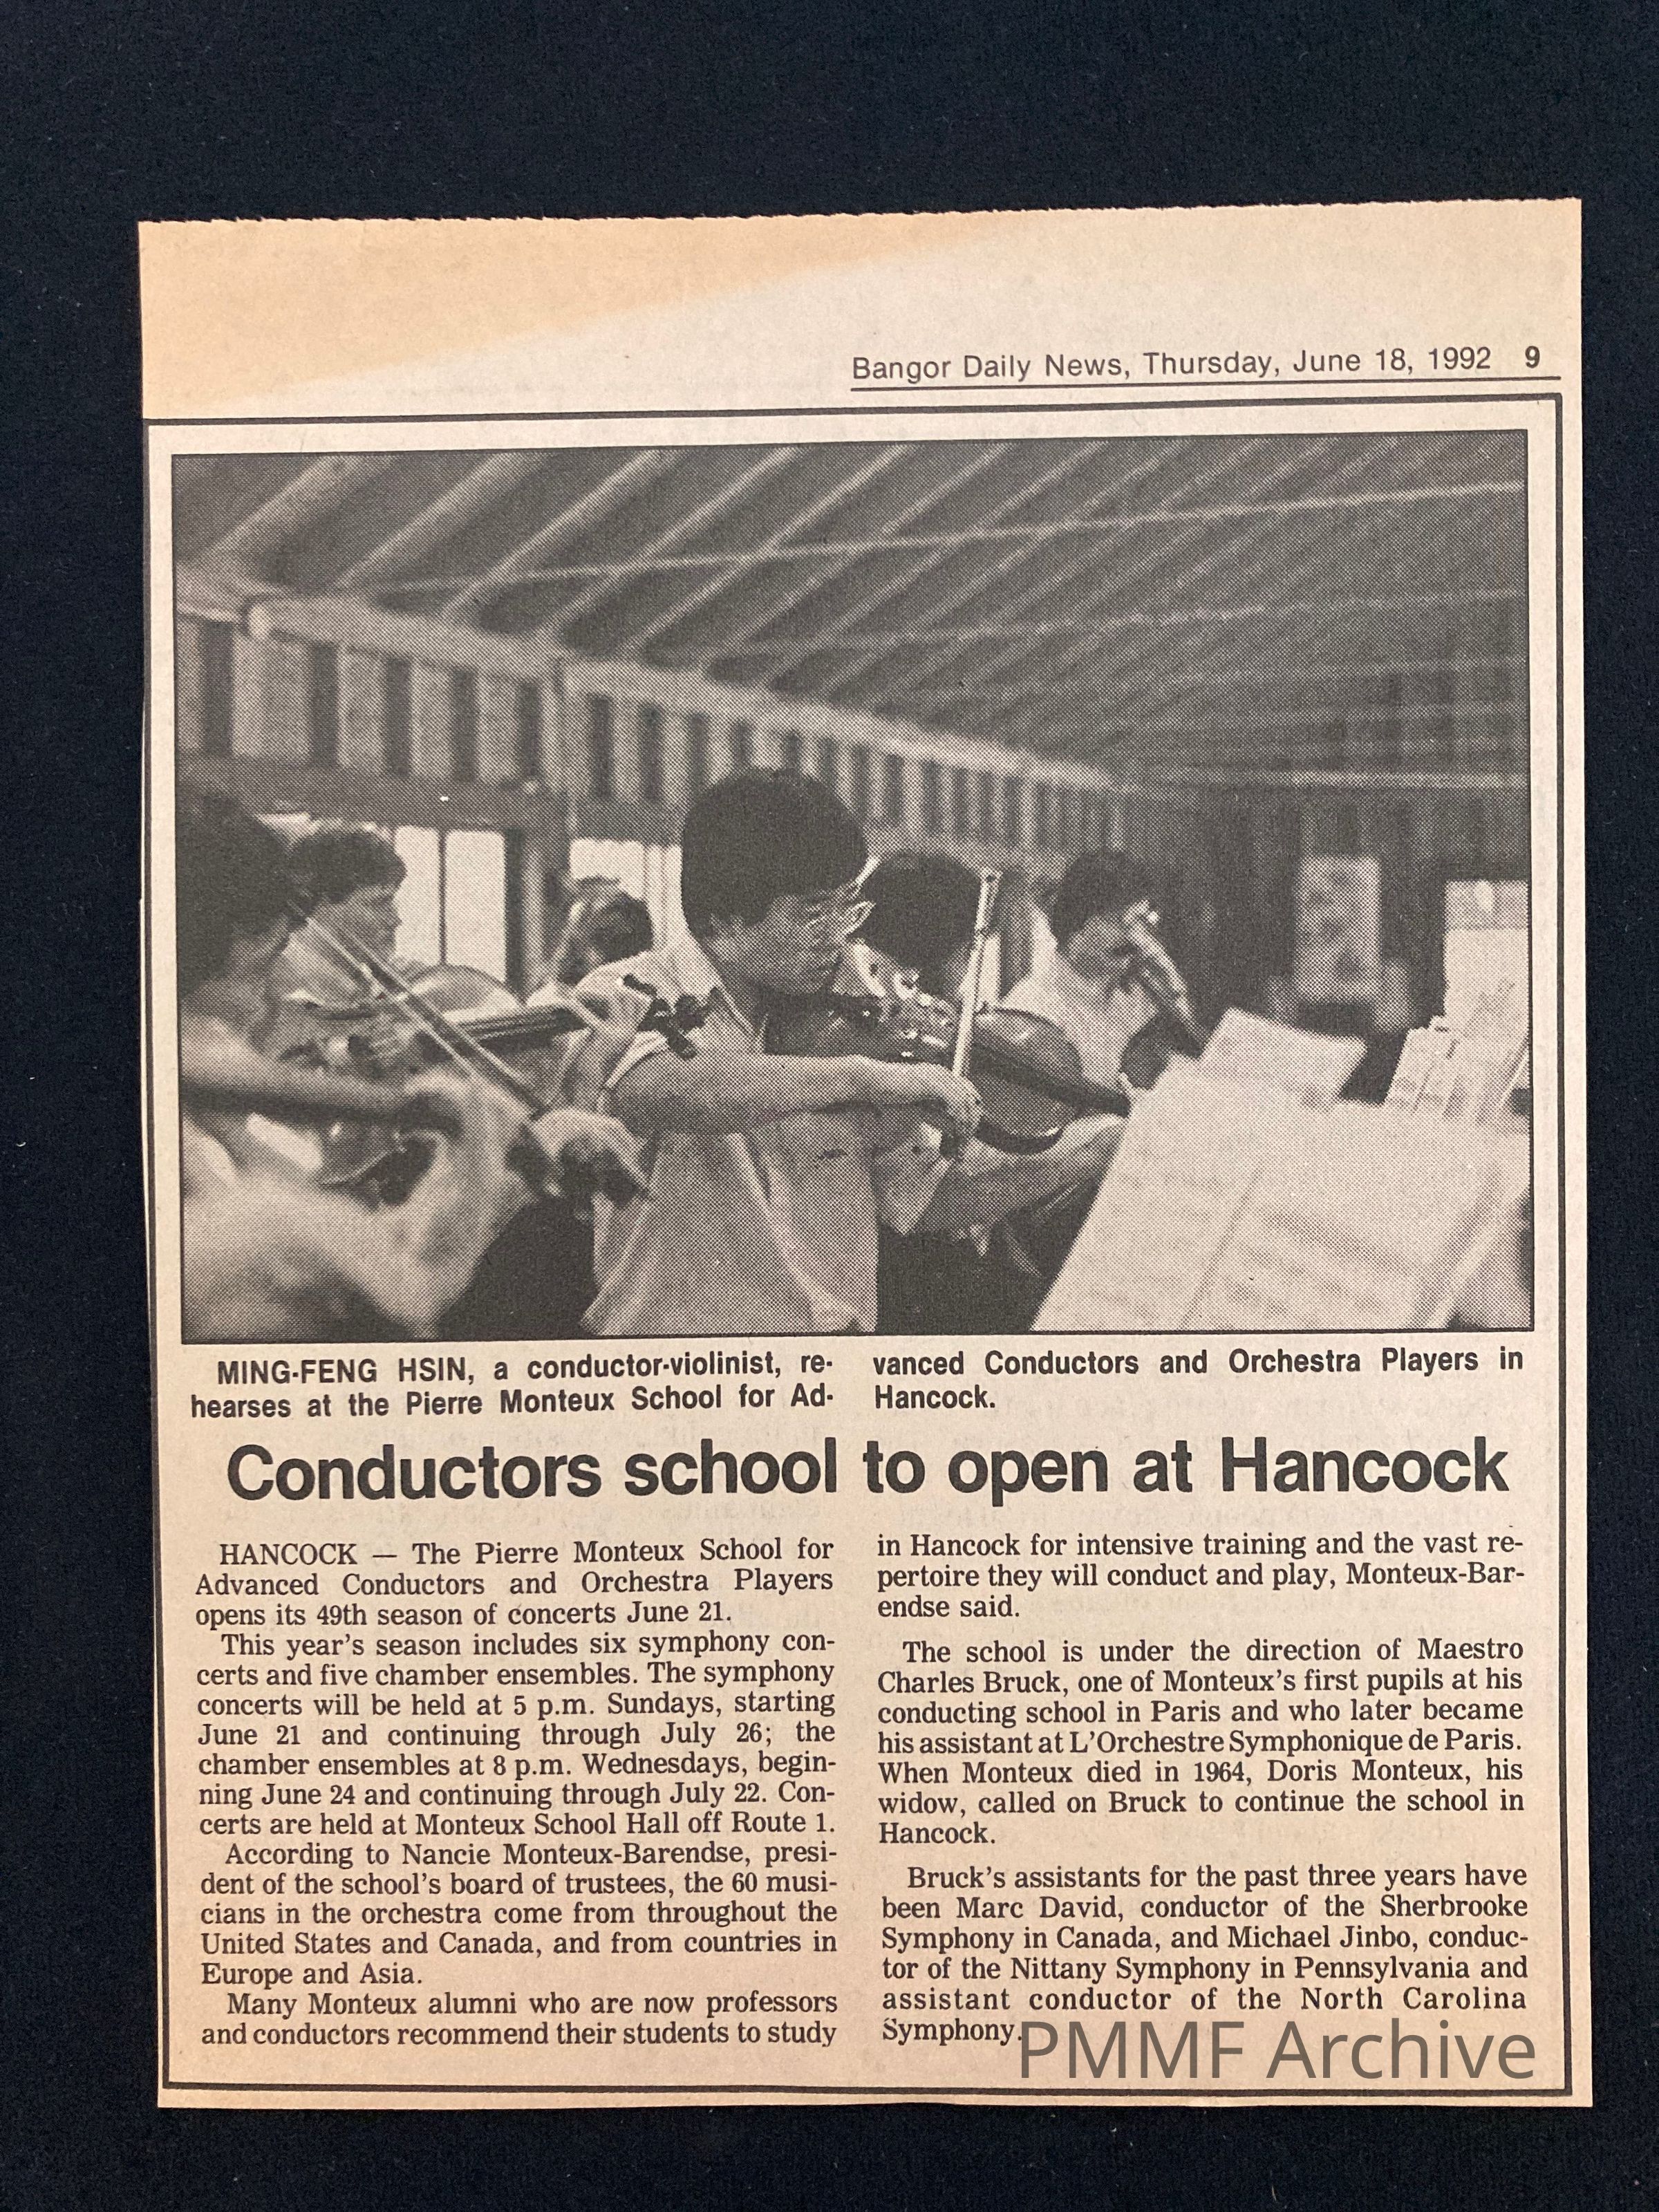 Bangor Daily News, Thursday, June 18, 1992 9
MING-FENG HSIN, a conductor-violinist, re-
hearses at the Pierre Monteux School for Ad-
vanced Conductors and Orchestra Players in
Hancock.
Conductors school to open at Hancock
HANCOCK — The Pierre Monteux School for
Advanced Conductors and Orchestra Players
opens its 49th season of concerts June 21.
This year's season includes six symphony con-
certs and five chamber ensembles. The symphony
concerts will be held at 5 p.m. Sundays, starting
June 21 and continuing through July 26; the
chamber ensembles at 8 p.m. Wednesdays, begin-
ning June 24 and continuing through July 22. Con-
certs are held at Monteux School Hall off Route 1.
According to Nancie Monteux-Barendse, presi-
dent of the school's board of trustees, the 60 musi-
cians in the orchestra come from throughout the
United States and Canada, and from countries in
Europe and Asia.
Many Monteux alumni who are now professors
and conductors recommend their students to study
in Hancock for intensive training and the vast re-
pertoire they will conduct and play, Monteux-Bar-
endse said.
The school is under the direction of Maestro
Charles Bruck, one of Monteux's first pupils at his
conducting school in Paris and who later became
his assistant at L'Orchestre Symphonique de Paris.
When Monteux died in 1964, Doris Monteux, his
widow, called on Bruck to continue the school in
Hancock.
Bruck's assistants for the past three years have
been Marc David, conductor of the Sherbrooke
Symphony in Canada, and Michael Jinbo, conduc-
tor of the Nittany Symphony in Pennsylvania and
assistant conductor of the North Carolina
Symphony.
PMMF Archive